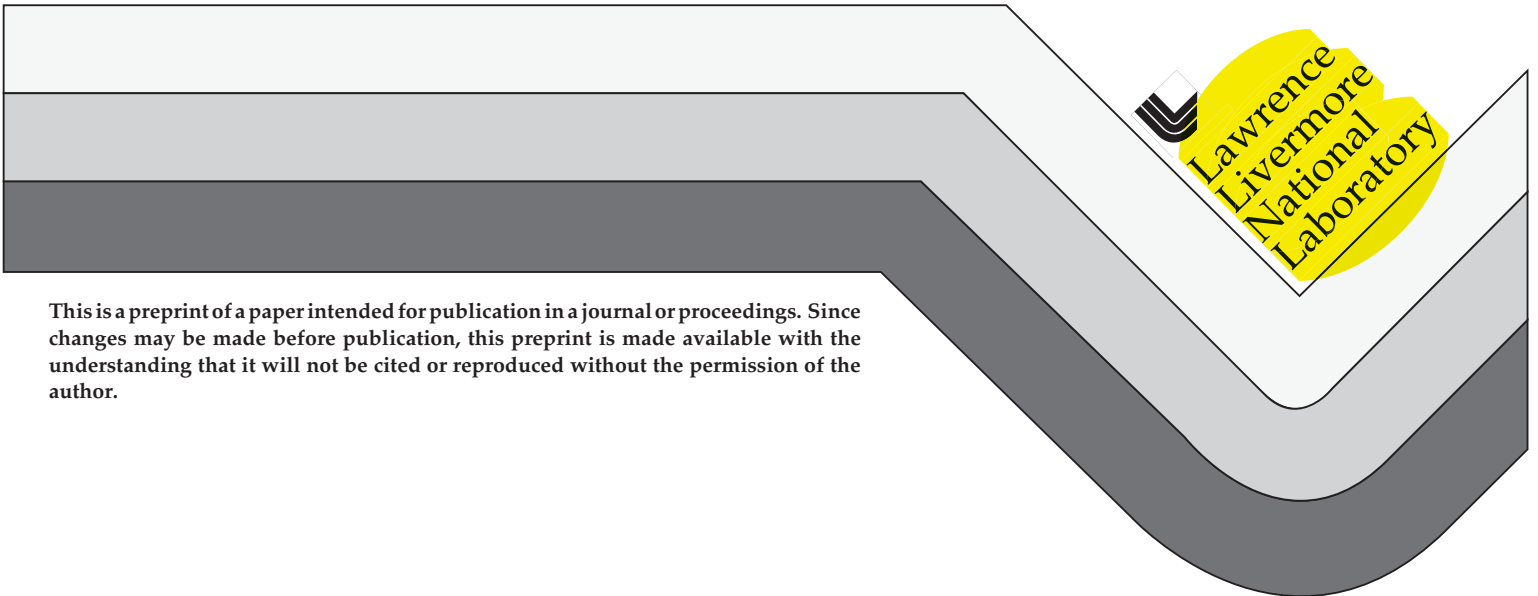 Lawrence
Livermore
National
Laboratory
This is a preprint of a paper intended for publication in a journal or proceedings. Since
changes may be made before publication, this preprint is made available with the
understanding that it will not be cited or reproduced without the permission of the
author.